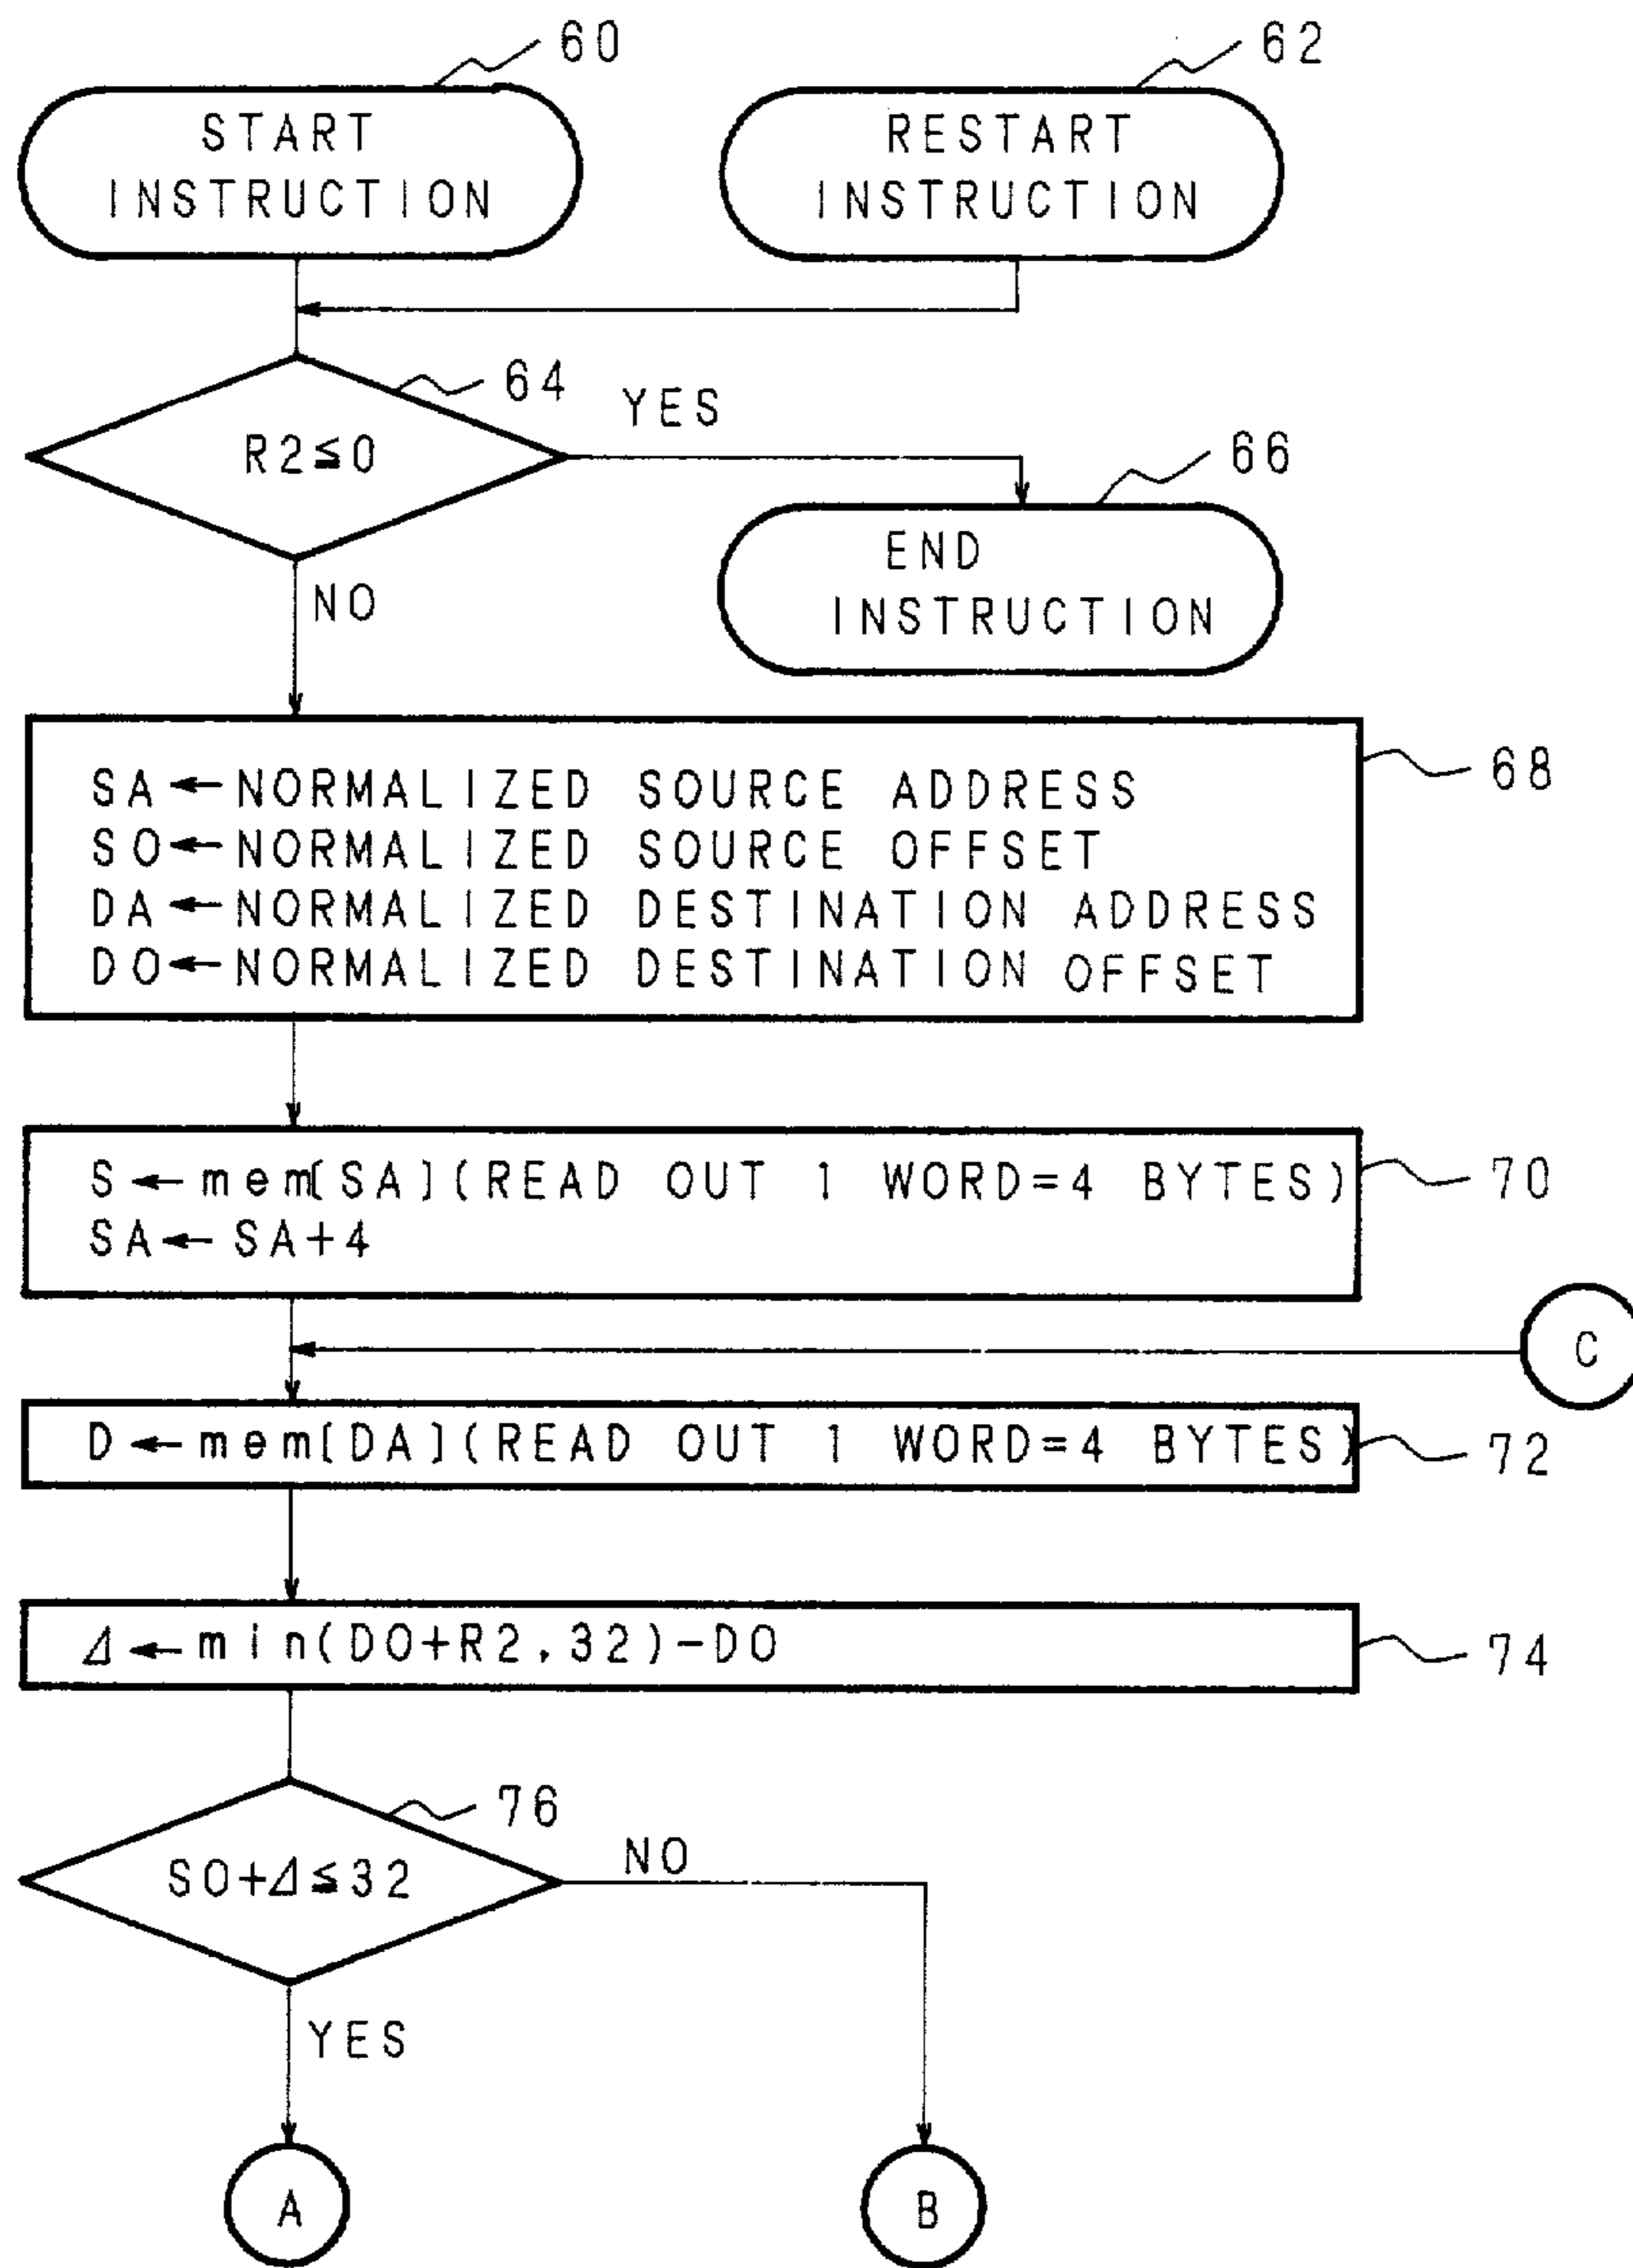 60
62
START
INSTRUCTION
RESTART
INSTRUCTION
64
R2≦0
YES
66
END
INSTRUCTION
NO
68
SA←NORMALIZED SOURCE ADDRESS
SO←NORMALIZED SOURCE OFFSET
DA←NORMALIZED DESTINATION ADDRESS
DO←NORMALIZED DESTINATION OFFSET
S←mem[SA](READ OUT 1 WORD=4 BYTES)
70
SA←SA+4
C
D←mem[DA](READ OUT 1 WORD=4 BYTES)
72
Δ←min(DO+R2,32)-DO
74
76
SO+Δ≦32
NO
YES
A
B